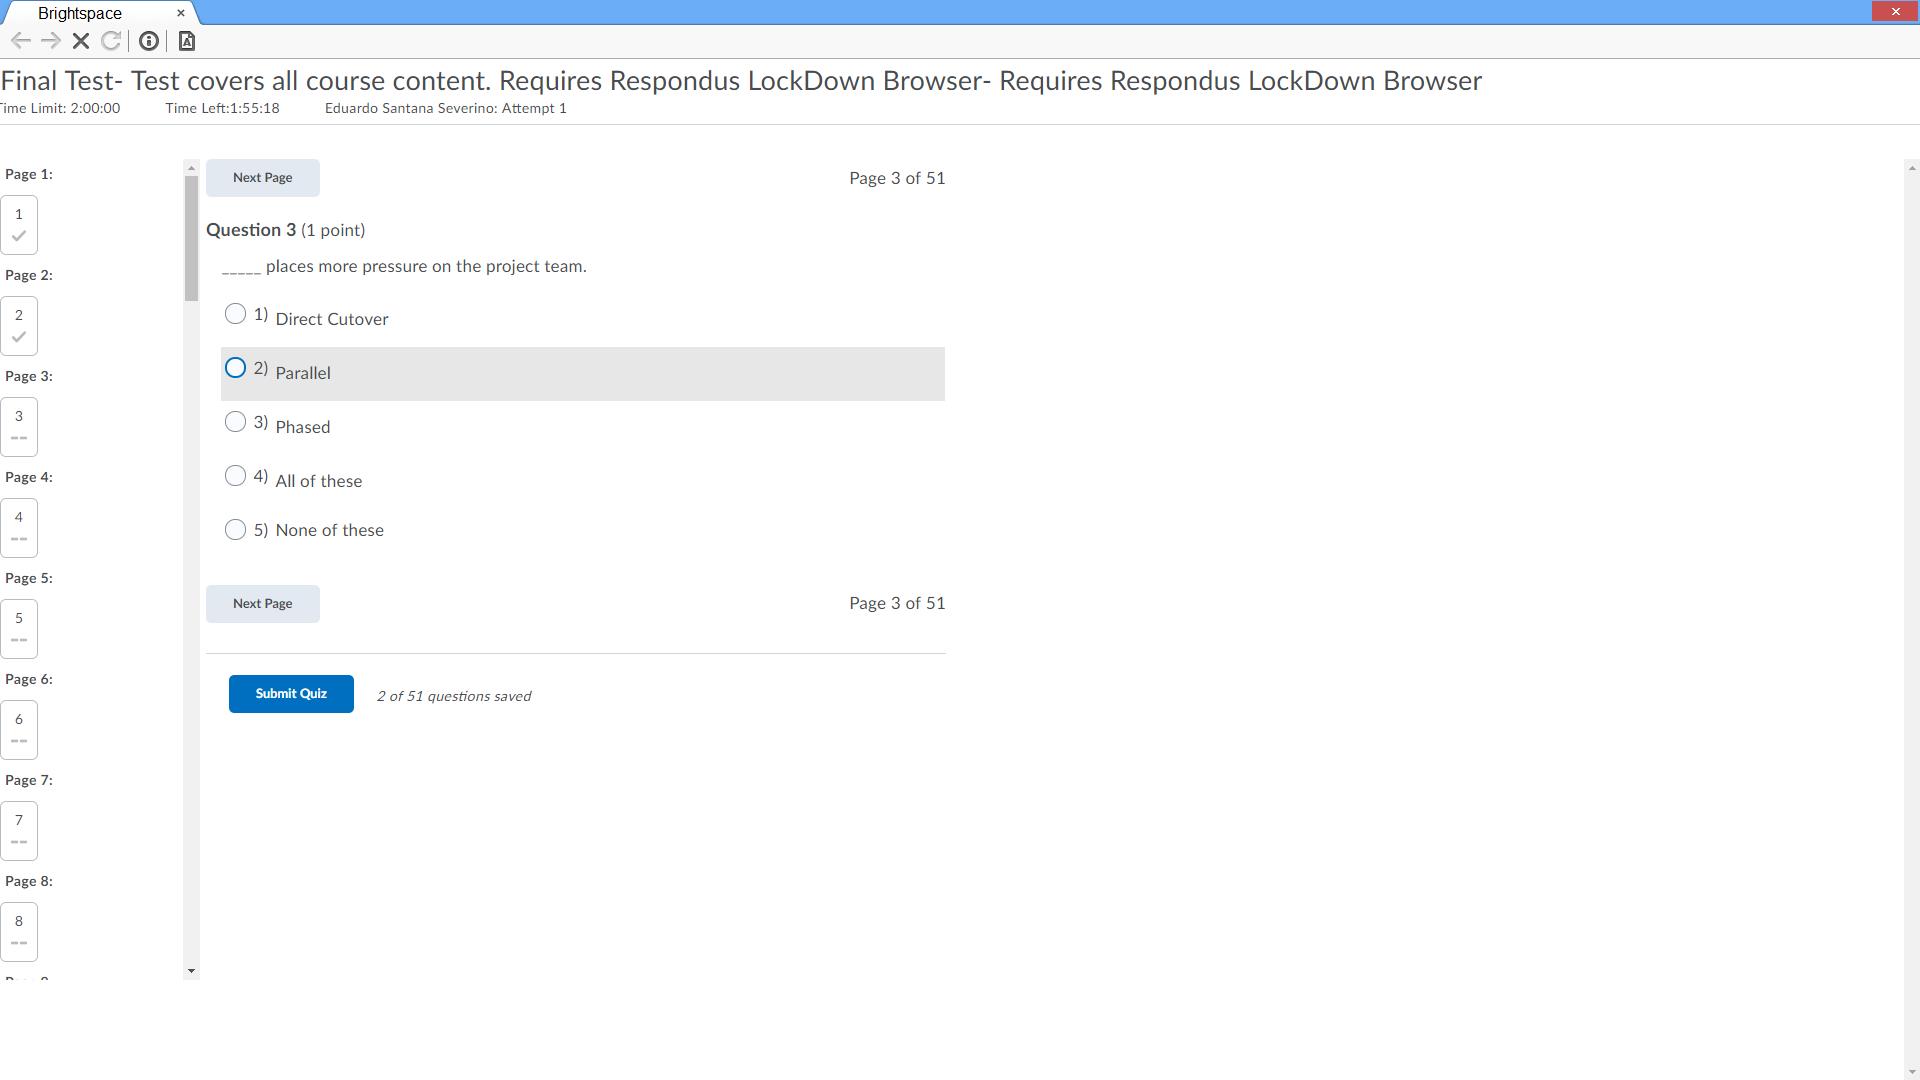 Brightspace
Final Test- Test covers all course content. Requires Respondus LockDown Browser- Requires Respondus LockDown Browser
Time Limit: 2:00:00 Time Left:1:55:18 Eduardo Santana Severino: Attempt 1
Page 1:
1
Page 2:
2
Page 3:
3
--
Page 4:
4
--
Page 5:
5
--
Page 6:
6
--
Page 7:
7
--
Page 8:
8
--
Next Page Page 3 of 51
Question 3 (1 point)
_____ places more pressure on the project team.
1) Direct Cutover
2) Parallel
3) Phased
4) All of these
5) None of these
Next Page Page 3 of 51
Submit Quiz 2 of 51 questions saved